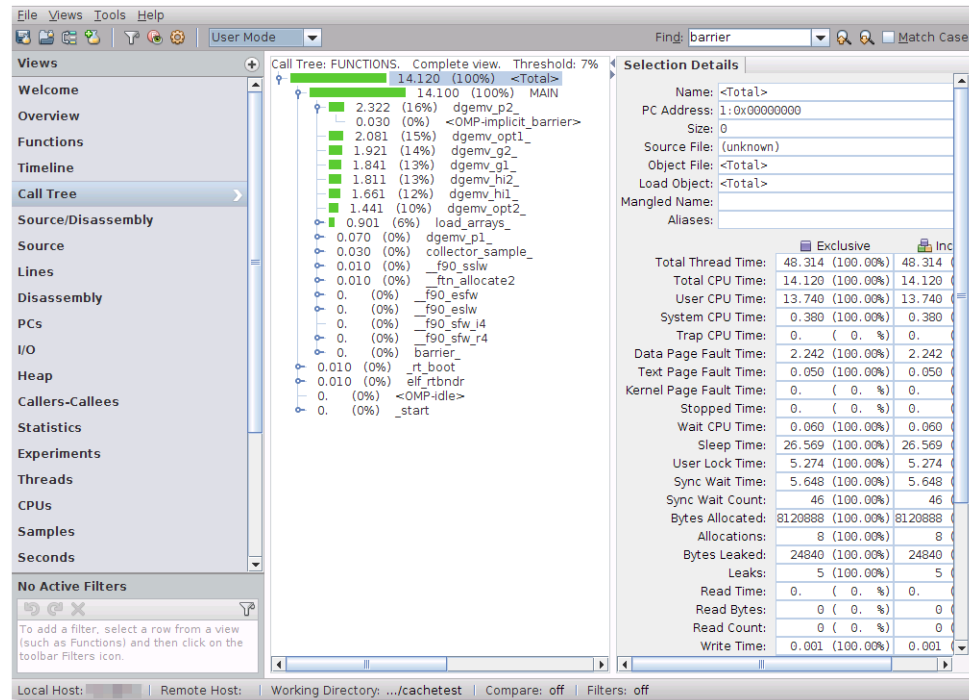 File Views Tools Help
User Mode
Find: barrier
Match Case
Views
Welcome
Overview
Functions
Timeline
Call Tree
Source/Disassembly
Source
Lines
Disassembly
PCs
I/O
Heap
Callers-Callees
Statistics
Experiments
Threads
CPUs
Samples
Seconds
No Active Filters
To add a filter, select a row from a view
(such as Functions) and then click on the
toolbar Filters icon.
Call Tree: FUNCTIONS. Complete view. Threshold: 7%
14.120 (100%) <Total>
14.100 (100%) MAIN
2.322 (16%) dgemv_p2_
0.030 (0%) <OMP-implicit_barrier>
2.081 (15%) dgemv_opt1_
1.921 (14%) dgemv_g2_
1.841 (13%) dgemv_g1_
1.811 (13%) dgemv_hi2_
1.661 (12%) dgemv_hi1_
1.441 (10%) dgemv_opt2_
0.901 (6%) load_arrays_
0.070 (0%) dgemv_p1_
0.030 (0%) collector_sample_
0.010 (0%) __f90_sslw
0.010 (0%) __ftn_allocate2
0. (0%) __f90_esfw
0. (0%) __f90_eslw
0. (0%) __f90_sfw_i4
0. (0%) __f90_sfw_r4
0. (0%) barrier_
0.010 (0%) _rt_boot
0.010 (0%) elf_rtbndr
0. (0%) <OMP-idle>
0. (0%) _start
Selection Details
Name: <Total>
PC Address: 1:0x00000000
Size: 0
Source File: (unknown)
Object File: <Total>
Load Object: <Total>
Mangled Name:
Aliases:
Exclusive Inc
Total Thread Time: 48.314 (100.00%) 48.314 (
Total CPU Time: 14.120 (100.00%) 14.120 (
User CPU Time: 13.740 (100.00%) 13.740 (
System CPU Time: 0.380 (100.00%) 0.380 (
Trap CPU Time: 0. ( 0. %) 0. (
Data Page Fault Time: 2.242 (100.00%) 2.242 (
Text Page Fault Time: 0.050 (100.00%) 0.050 (
Kernel Page Fault Time: 0. ( 0. %) 0. (
Stopped Time: 0. ( 0. %) 0. (
Wait CPU Time: 0.060 (100.00%) 0.060 (
Sleep Time: 26.569 (100.00%) 26.569 (
User Lock Time: 5.274 (100.00%) 5.274 (
Sync Wait Time: 5.648 (100.00%) 5.648 (
Sync Wait Count: 46 (100.00%) 46 (
Bytes Allocated: 8120888 (100.00%) 8120888 (
Allocations: 8 (100.00%) 8 (
Bytes Leaked: 24840 (100.00%) 24840 (
Leaks: 5 (100.00%) 5 (
Read Time: 0. ( 0. %) 0. (
Read Bytes: 0 ( 0. %) 0 (
Read Count: 0 ( 0. %) 0 (
Write Time: 0.001 (100.00%) 0.001 (
Local Host: Remote Host: Working Directory: .../cachetest Compare: off Filters: off